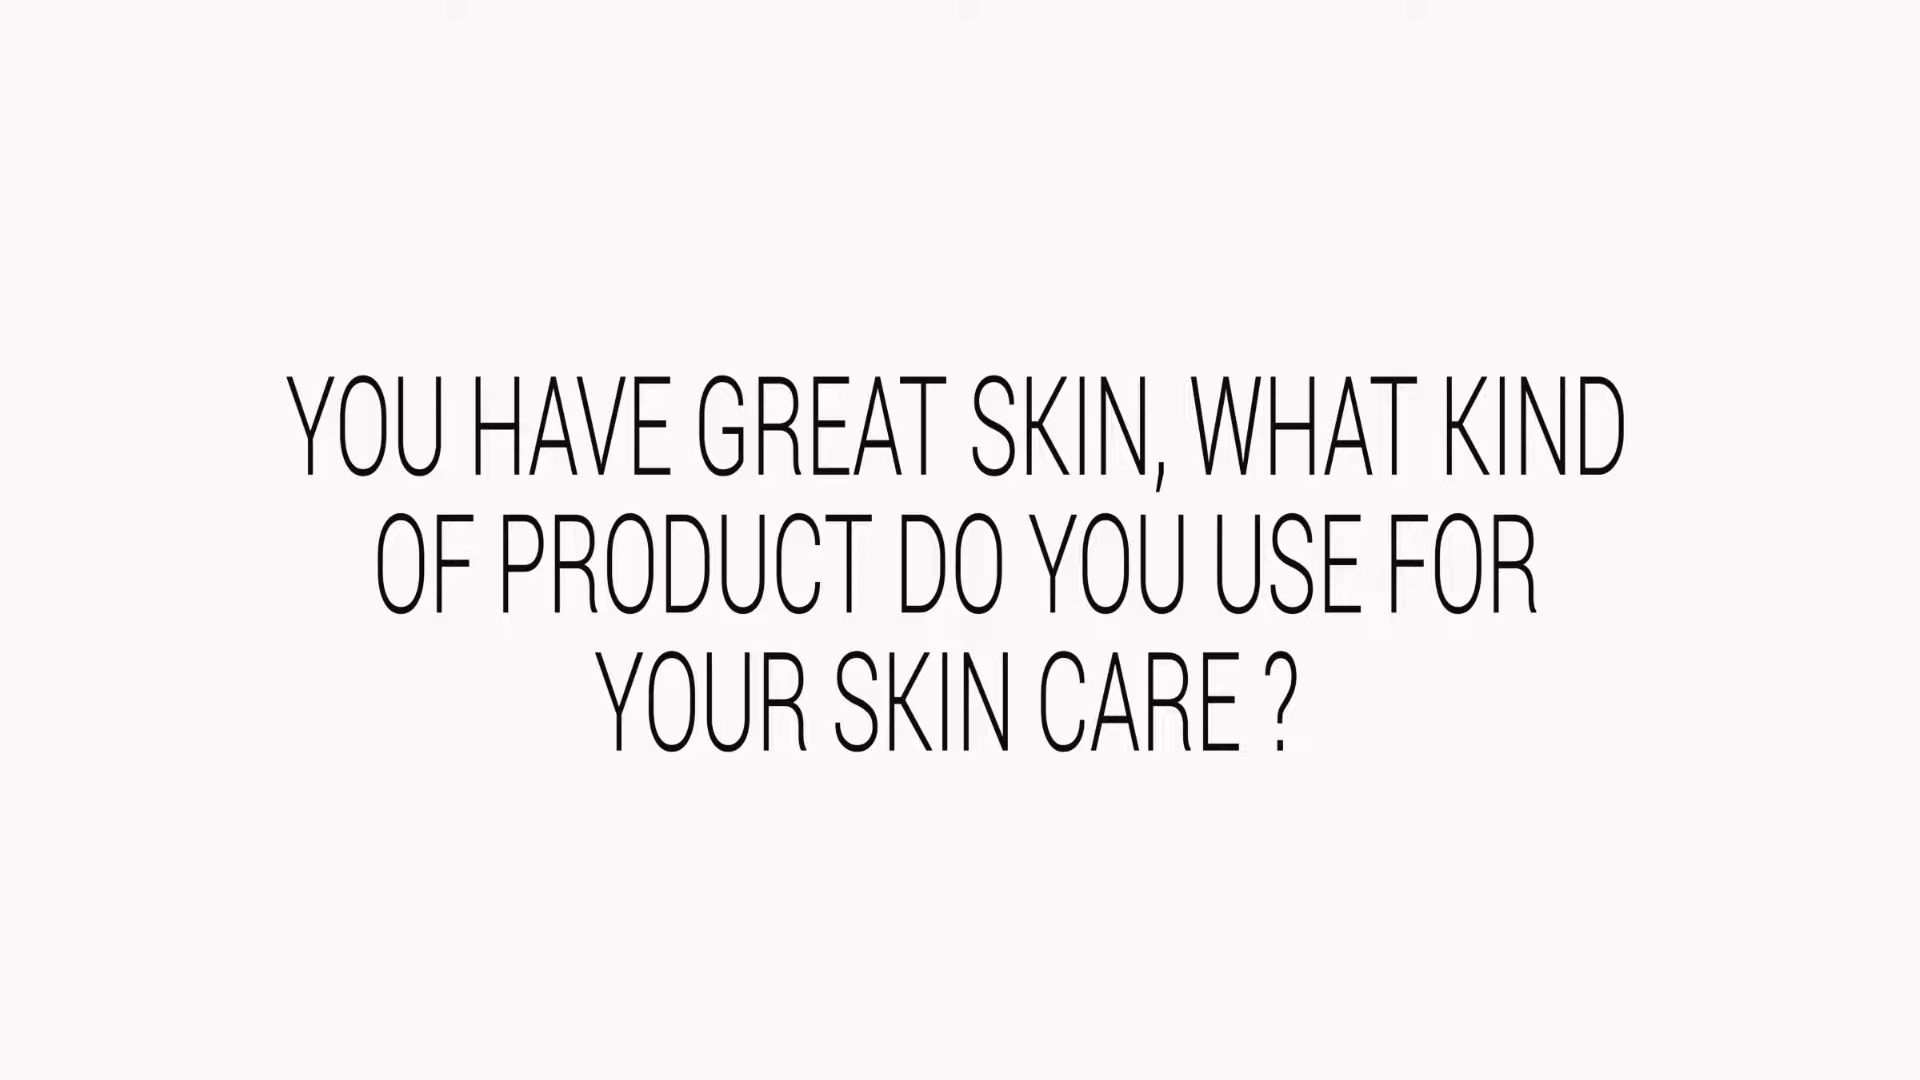 YOU HAVE GREAT SKIN, WHAT KIND
OF PRODUCT DO YOU USE FOR
YOUR SKIN CARE ?